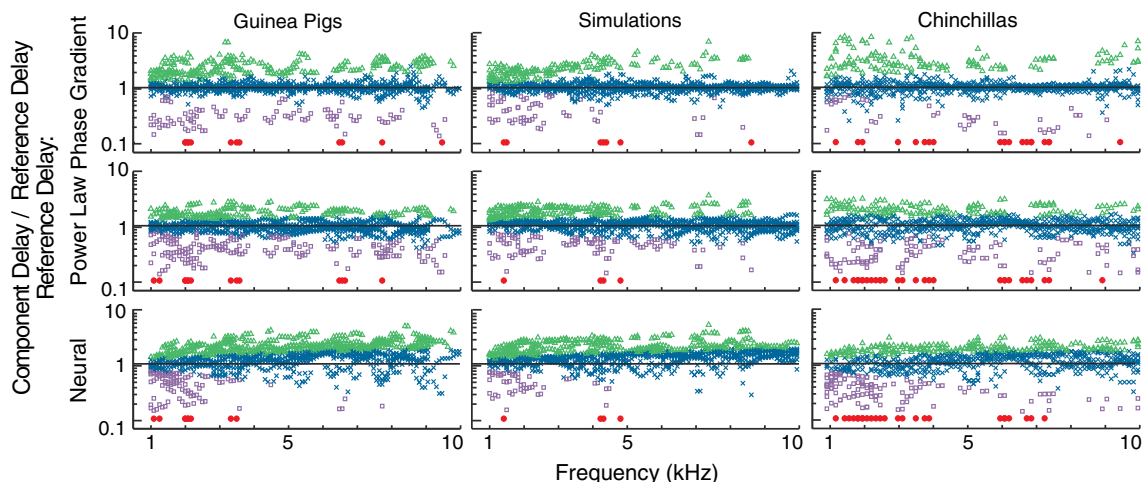 Guinea Pigs
Simulations
Chinchillas
Component Delay / Reference Delay
Reference Delay:
Phase Gradient
10
1
0.1
Power Law
10
1
0.1
Neural
10
1
0.1
1
5
10
1
5
10
1
5
10
Frequency (kHz)